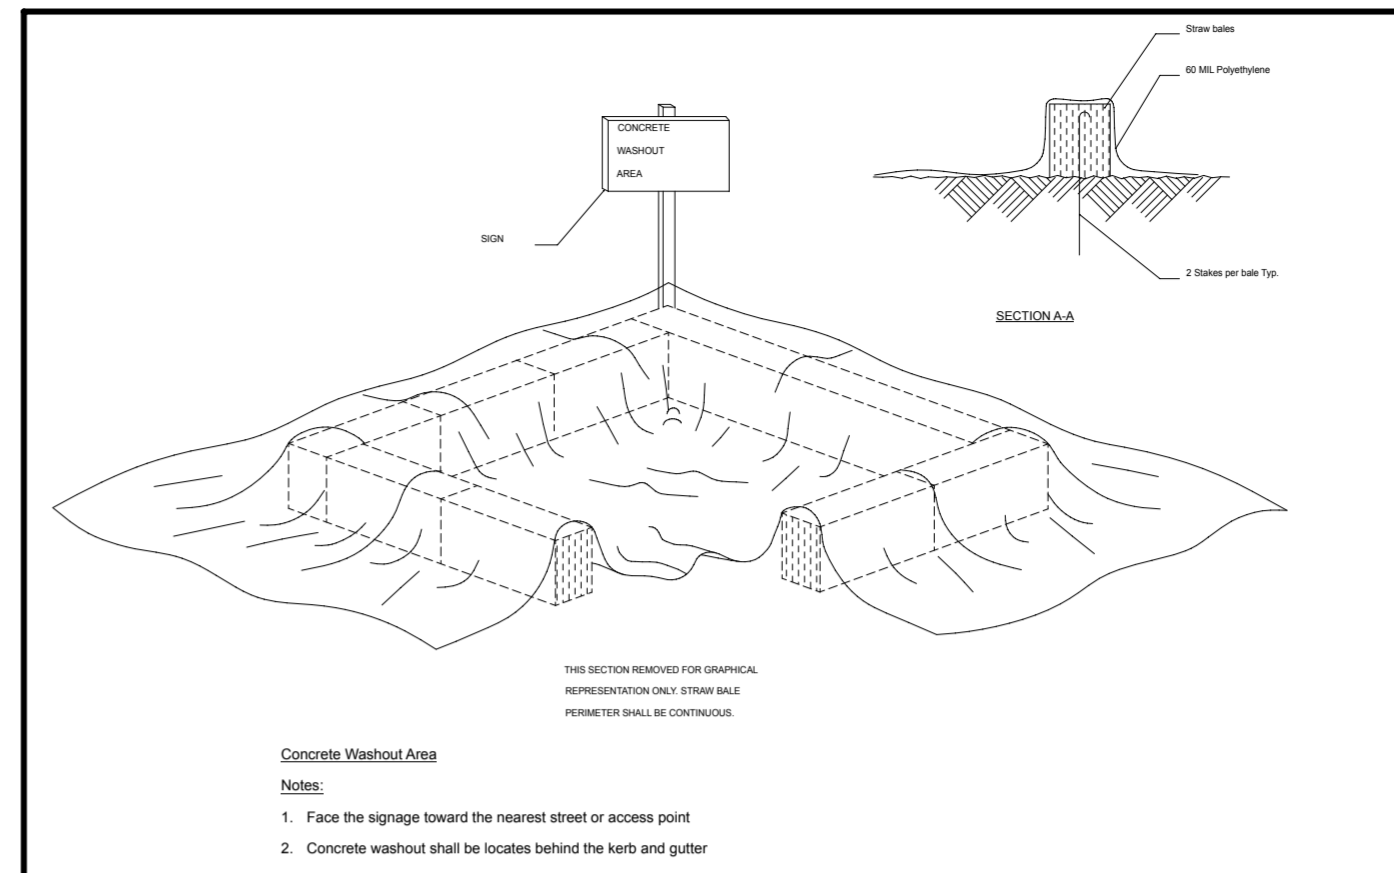 Straw bales
60 MIL Polyethylene
CONCRETE
WASHOUT
AREA
SIGN
2 Stakes per bale Typ.
SECTION A-A
THIS SECTION REMOVED FOR GRAPHICAL
REPRESENTATION ONLY. STRAW BALE
PERIMETER SHALL BE CONTINUOUS.
Concrete Washout Area
Notes:
1. Face the signage toward the nearest street or access point
2. Concrete washout shall be locates behind the kerb and gutter